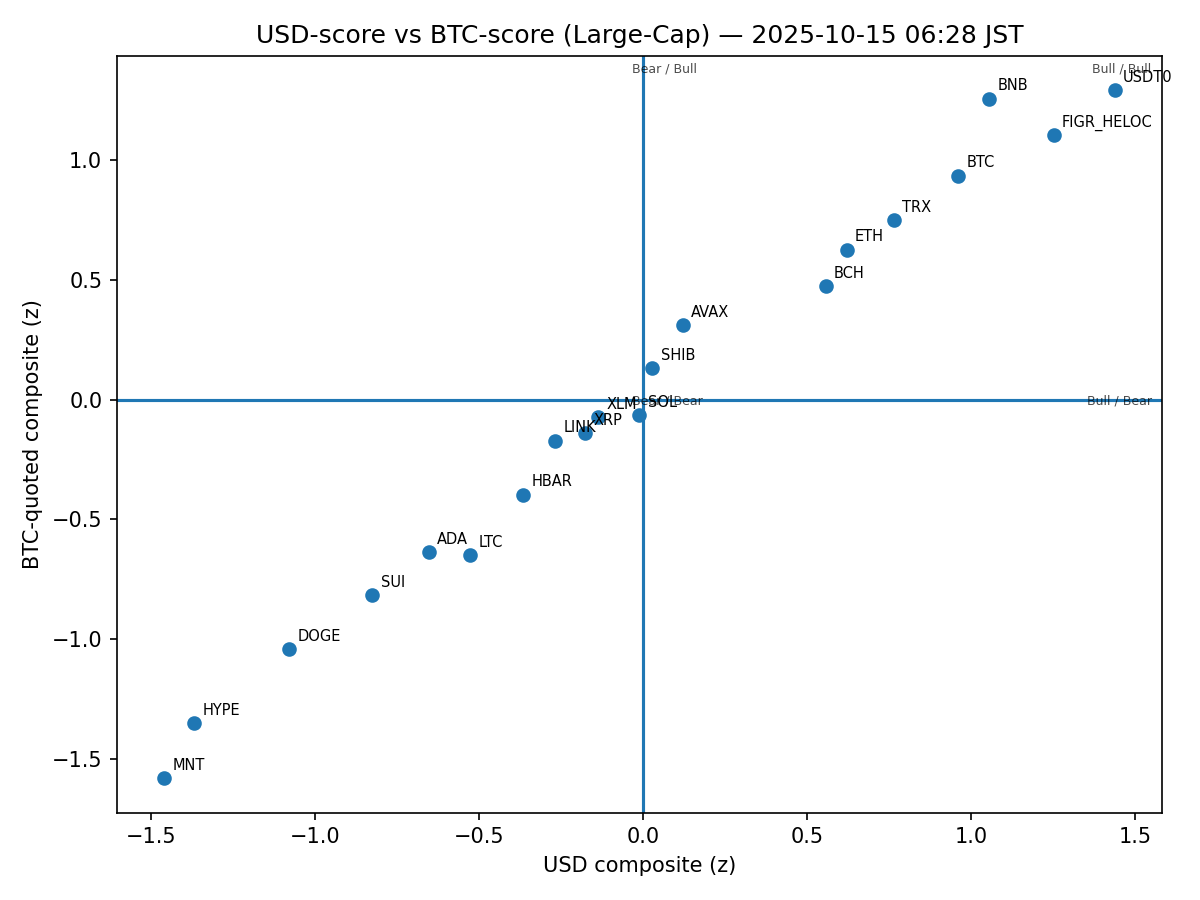 USD-score vs BTC-score (Large-Cap) — 2025-10-15 06:28 JST
Bear / Bull
Bull / Bull
USDT0
BNB
FIGR_HELOC
BTC
TRX
ETH
BCH
AVAX
SHIB
SOL
XLM
Bear / Bear
Bull / Bear
XRP
LINK
HBAR
ADA
LTC
SUI
DOGE
HYPE
MNT
1.0
0.5
0.0
−0.5
−1.0
−1.5
BTC-quoted composite (z)
−1.5
−1.0
−0.5
0.0
0.5
1.0
1.5
USD composite (z)